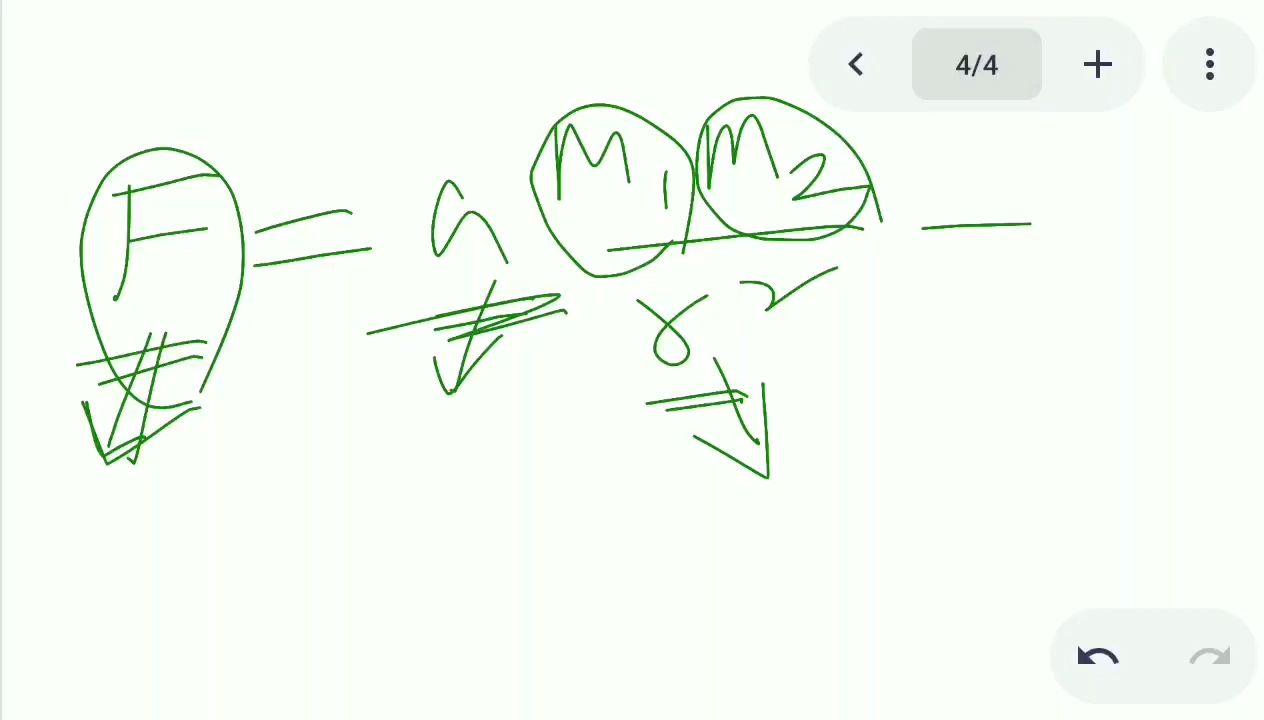 4/4
F = G M₁ M₂ —
r²